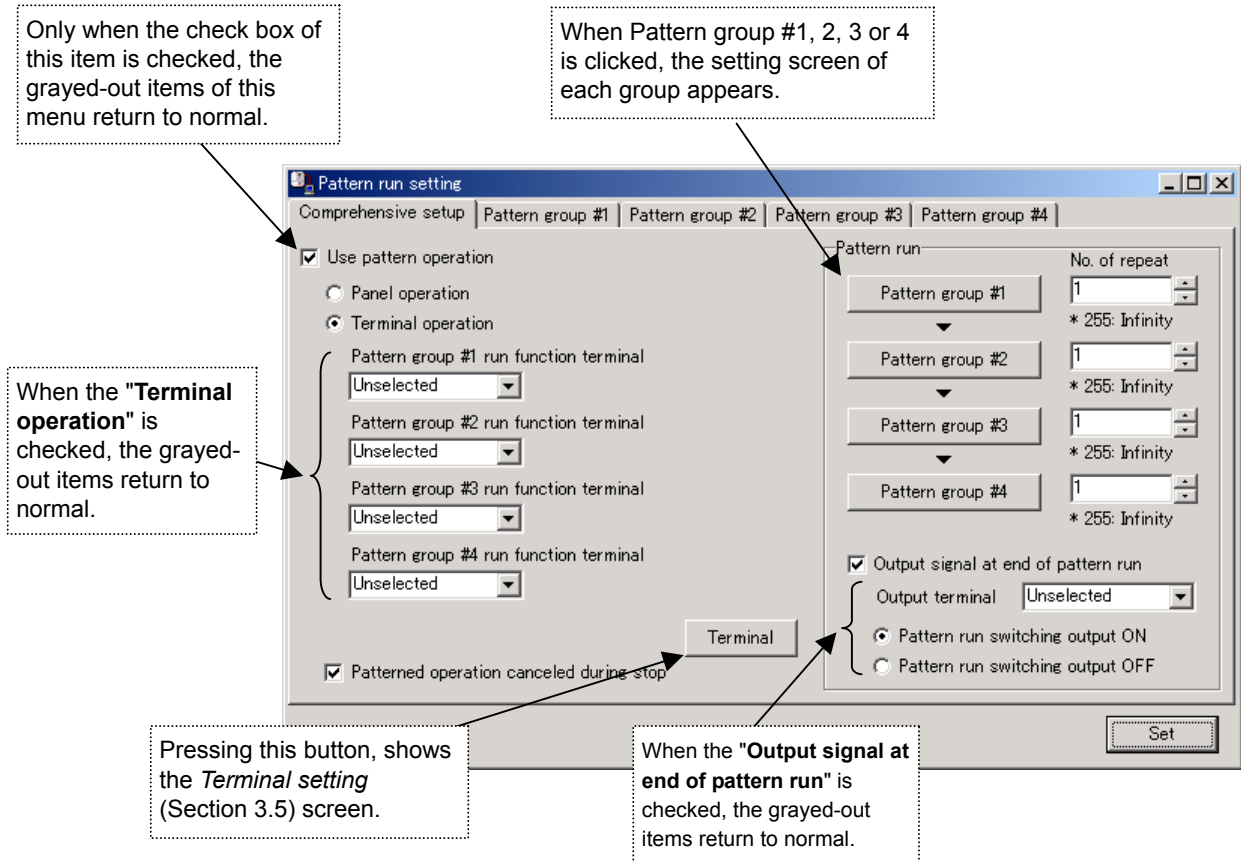 Only when the check box of
this item is checked, the
grayed-out items of this
menu return to normal.
When Pattern group #1, 2, 3 or 4
is clicked, the setting screen of
each group appears.
Pattern run setting
Comprehensive setup
Pattern group #1
Pattern group #2
Pattern group #3
Pattern group #4
Use pattern operation
Panel operation
Terminal operation
Pattern group #1 run function terminal
Unselected
Pattern group #2 run function terminal
Unselected
Pattern group #3 run function terminal
Unselected
Pattern group #4 run function terminal
Unselected
Terminal
Patterned operation canceled during stop
Pattern run
No. of repeat
Pattern group #1
1
* 255: Infinity
Pattern group #2
1
* 255: Infinity
Pattern group #3
1
* 255: Infinity
Pattern group #4
1
* 255: Infinity
Output signal at end of pattern run
Output terminal
Unselected
Pattern run switching output ON
Pattern run switching output OFF
Set
When the "Terminal
operation" is
checked, the grayed-
out items return to
normal.
Pressing this button, shows
the Terminal setting
(Section 3.5) screen.
When the "Output signal at
end of pattern run" is
checked, the grayed-out
items return to normal.